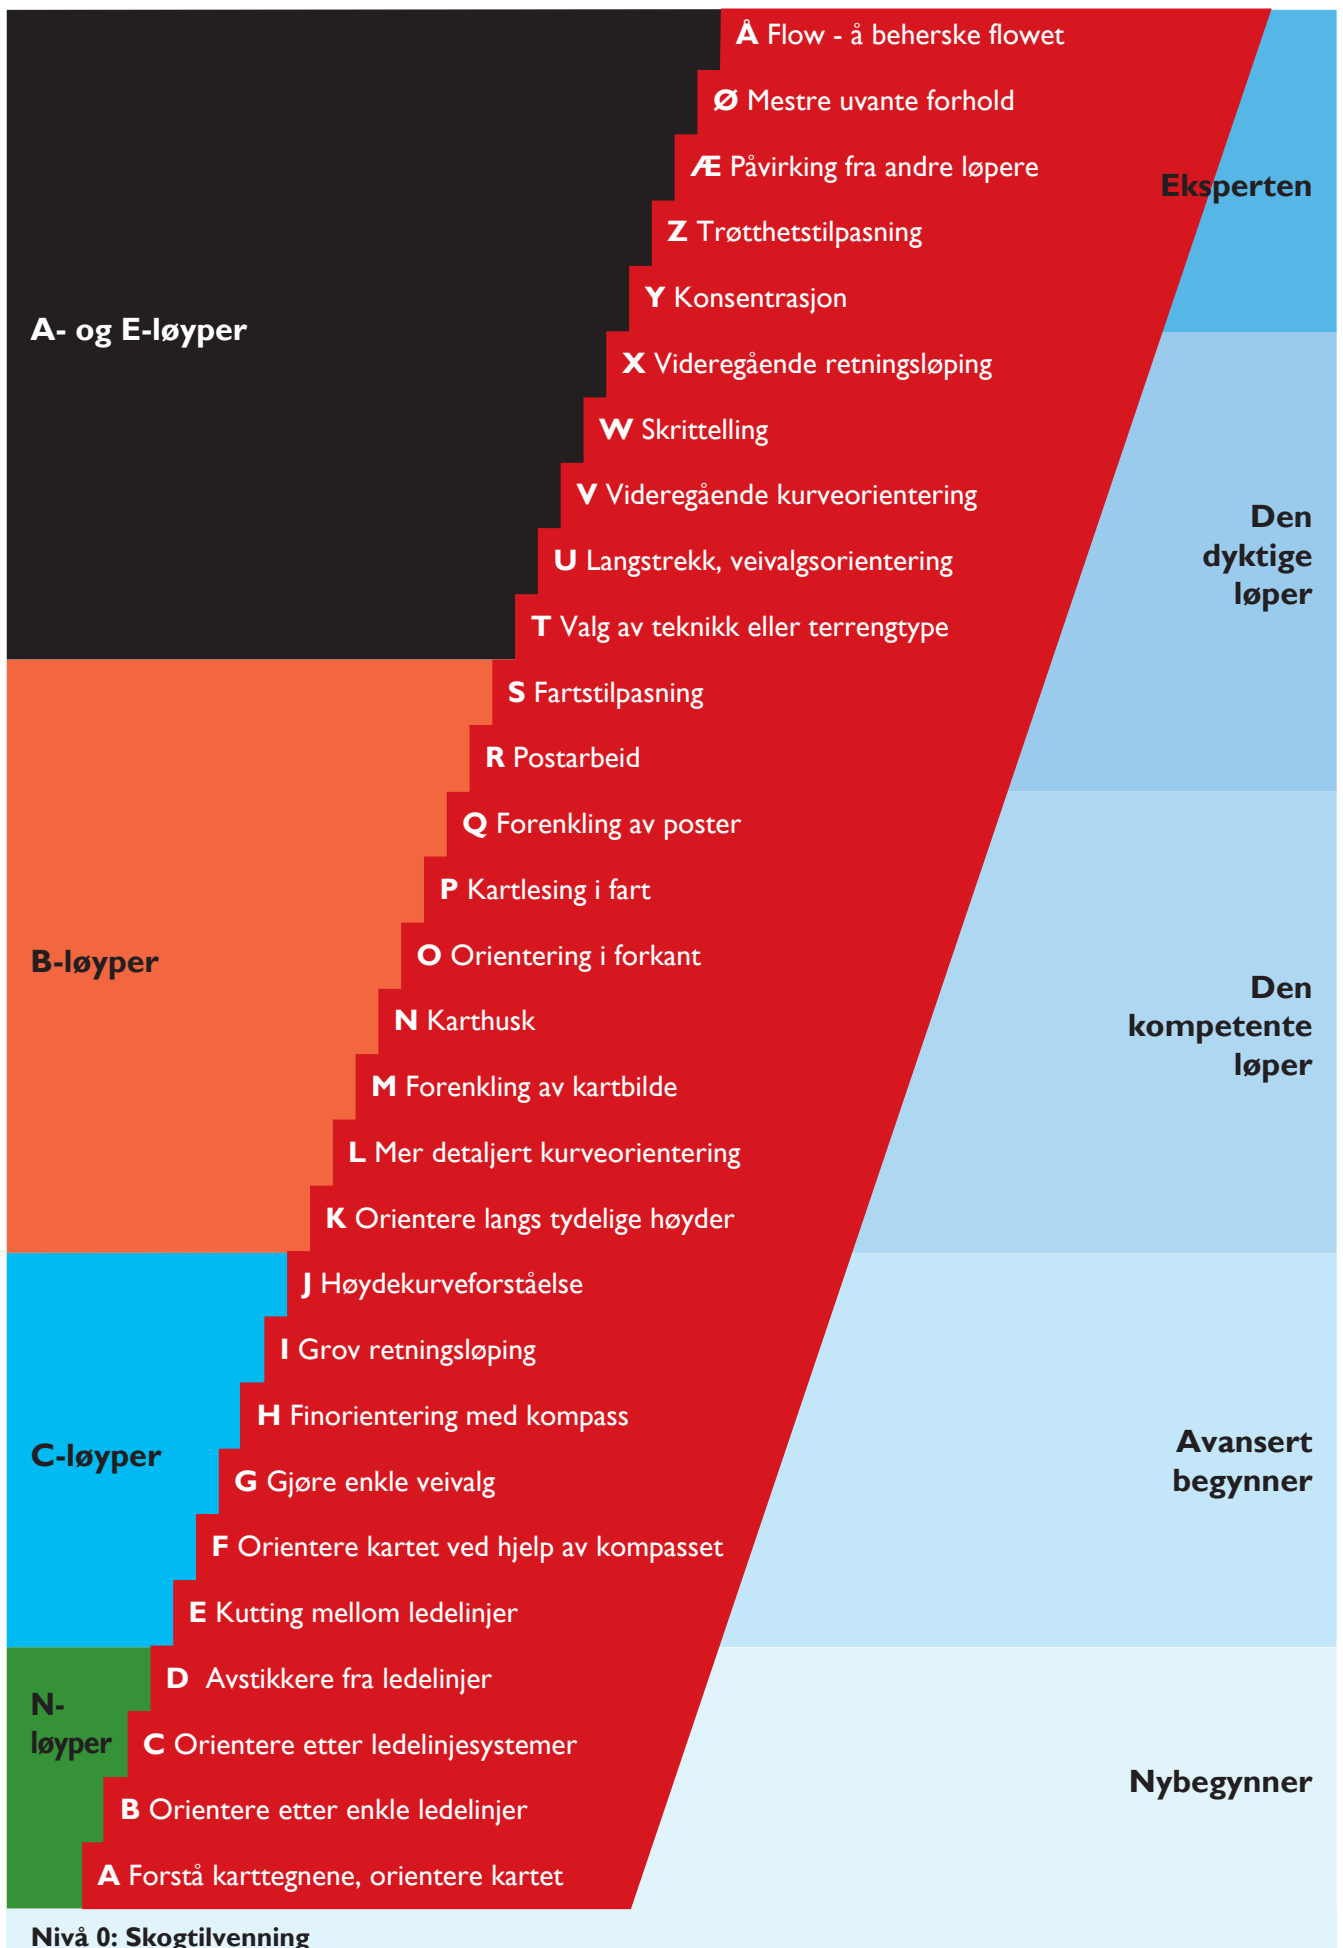 Å Flow - å beherske flowet
Ø Mestre uvante forhold
Æ Påvirking fra andre løpere
Eksperten
Z Trøtthetstilpasning
Y Konsentrasjon
A- og E-løyper
X Videregående retningsløping
W Skrittelling
V Videregående kurveorientering
Den
dyktige
løper
U Langstrekk, veivalgsorientering
T Valg av teknikk eller terrengtype
S Fartstilpasning
R Postarbeid
Q Forenkling av poster
P Kartlesing i fart
O Orientering i forkant
B-løyper
Den
kompetente
løper
N Karthusk
M Forenkling av kartbilde
L Mer detaljert kurveorientering
K Orientere langs tydelige høyder
J Høydekurveforståelse
I Grov retningsløping
H Finorientering med kompass
C-løyper
Avansert
begynner
G Gjøre enkle veivalg
F Orientere kartet ved hjelp av kompasset
E Kutting mellom ledelinjer
D Avstikkere fra ledelinjer
N-
løyper
C Orientere etter ledelinjesystemer
Nybegynner
B Orientere etter enkle ledelinjer
A Forstå karttegnene, orientere kartet
Nivå 0: Skogtilvenning